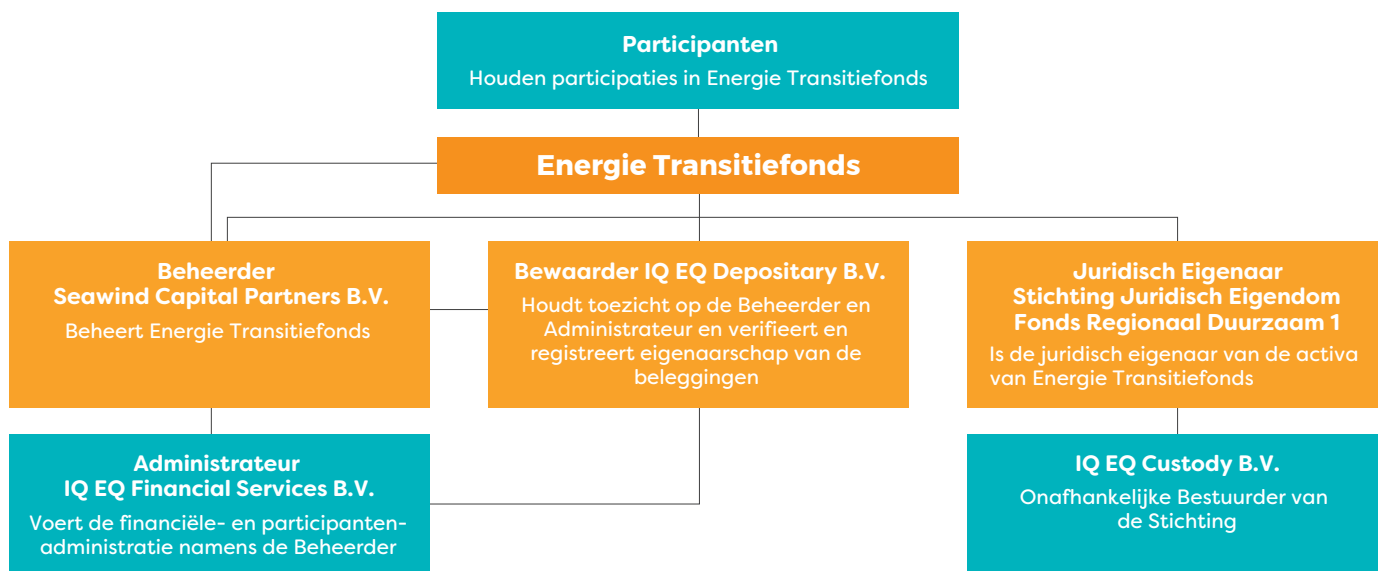 Participanten
Houden participaties in Energie Transitiefonds
Energie Transitiefonds
Beheerder
Seawind Capital Partners B.V.
Beheert Energie Transitiefonds
Bewaarder IQ EQ Depositary B.V.
Houdt toezicht op de Beheerder en
Administrateur en verifieert en
registreert eigenaarschap van de
beleggingen
Juridisch Eigenaar
Stichting Juridisch Eigendom
Fonds Regionaal Duurzaam 1
Is de juridisch eigenaar van de activa
van Energie Transitiefonds
Administrateur
IQ EQ Financial Services B.V.
Voert de financiële- en participanten-
administratie namens de Beheerder
IQ EQ Custody B.V.
Onafhankelijke Bestuurder van
de Stichting